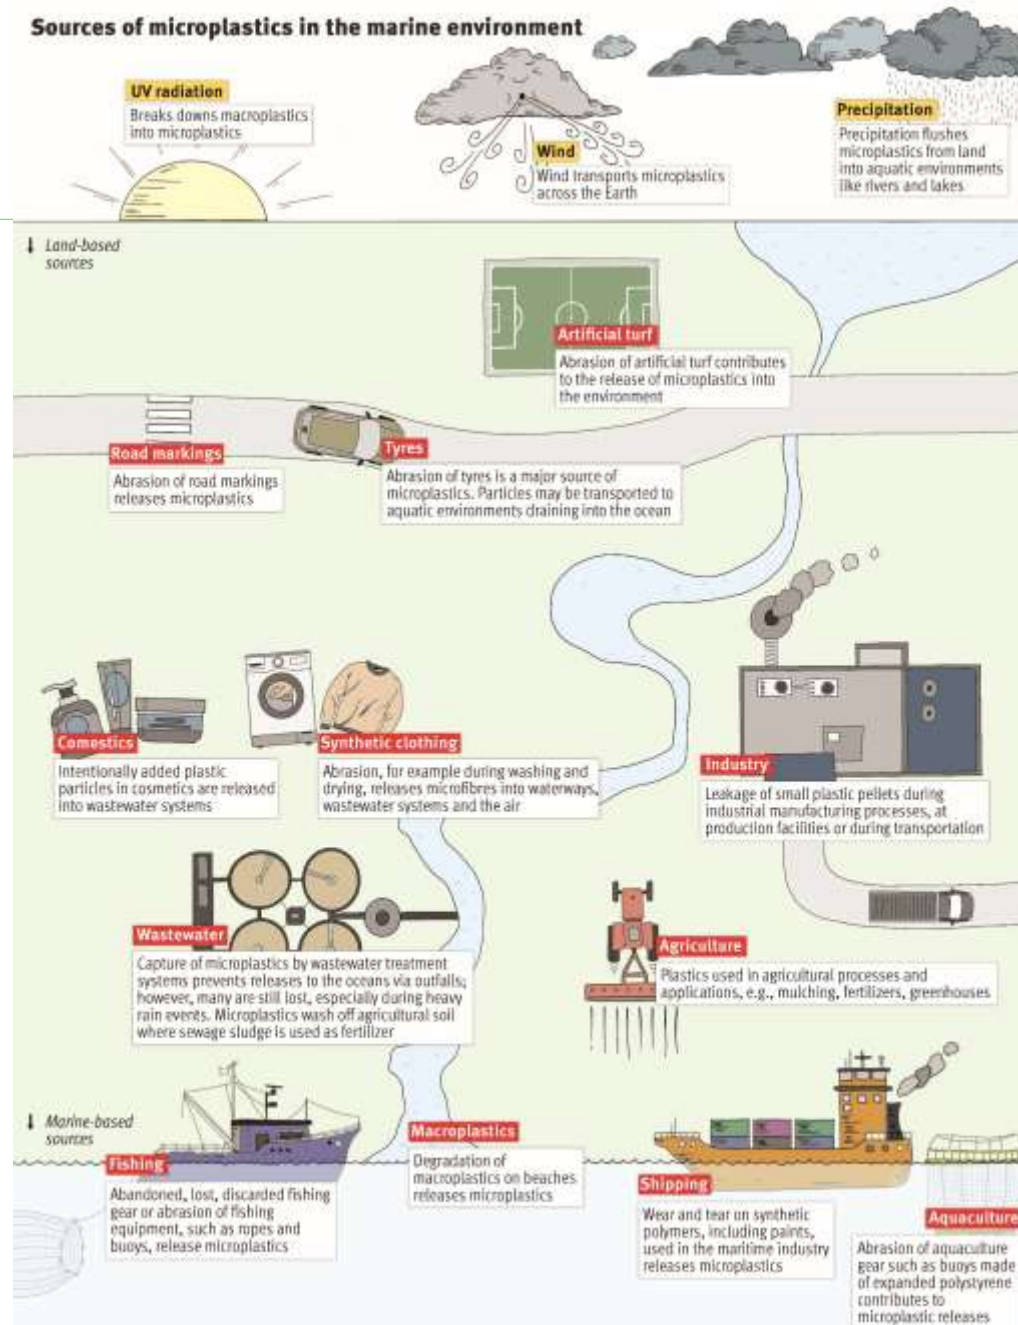 Sources of microplastics in the marine environment
UV radiation
Breaks downs macroplastics
into microplastics
Wind
Wind transports microplastics
across the Earth
Precipitation
Precipitation flushes
microplastics from land
into aquatic environments
like rivers and lakes
Land-based
sources
Artificial turf
Abrasion of artificial turf contributes
to the release of microplastics into
the environment
Road markings
Abrasion of road markings
releases microplastics
Tyres
Abrasion of tyres is a major source of
microplastics. Particles may be transported to
aquatic environments draining into the ocean
Comestics
Intentionally added plastic
particles in cosmetics are released
into wastewater systems
Synthetic clothing
Abrasion, for example during washing and
drying, releases microfibres into waterways,
wastewater systems and the air
Industry
Leakage of small plastic pellets during
industrial manufacturing processes, at
production facilities or during transportation
Wastewater
Capture of microplastics by wastewater treatment
systems prevents releases to the oceans via outfalls;
however, many are still lost, especially during heavy
rain events. Microplastics wash off agricultural soil
where sewage sludge is used as fertilizer
Agriculture
Plastics used in agricultural processes and
applications, e.g., mulching, fertilizers, greenhouses
Marine-based
sources
Fishing
Abandoned, lost, discarded fishing
gear or abrasion of fishing
equipment, such as ropes and
buoys, release microplastics
Macroplastics
Degradation of
macroplastics on beaches
releases microplastics
Shipping
Wear and tear on synthetic
polymers, including paints,
used in the maritime industry
releases microplastics
Aquaculture
Abrasion of aquaculture
gear such as buoys made
of expanded polystyrene
contributes to
microplastic releases